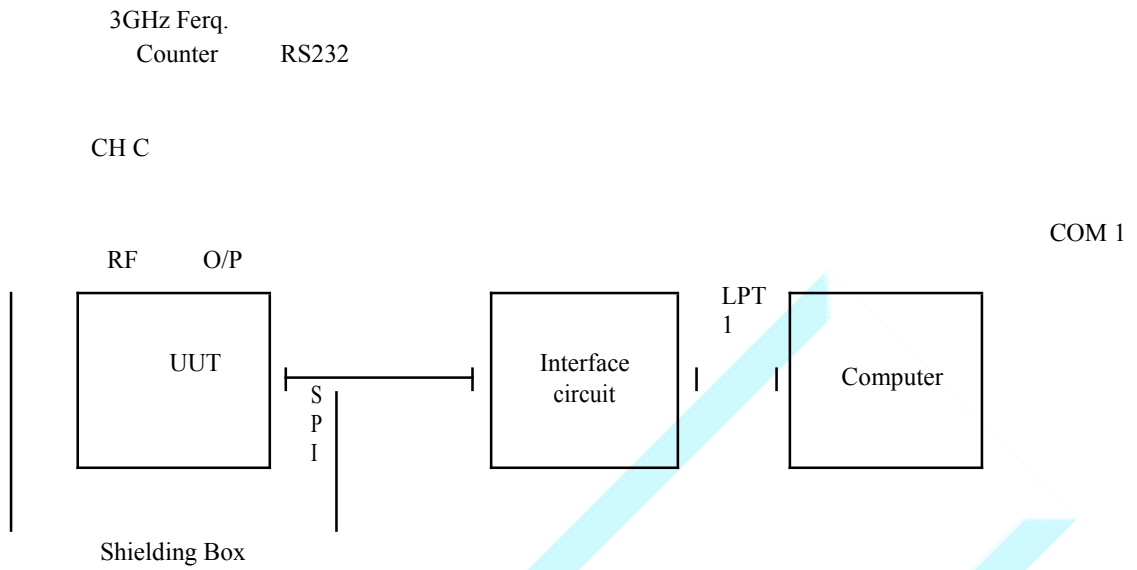 3GHz Ferq.
Counter RS232
CH C
COM 1
RF O/P
LPT
1
UUT
Interface
circuit
Computer
S
P
I
Shielding Box